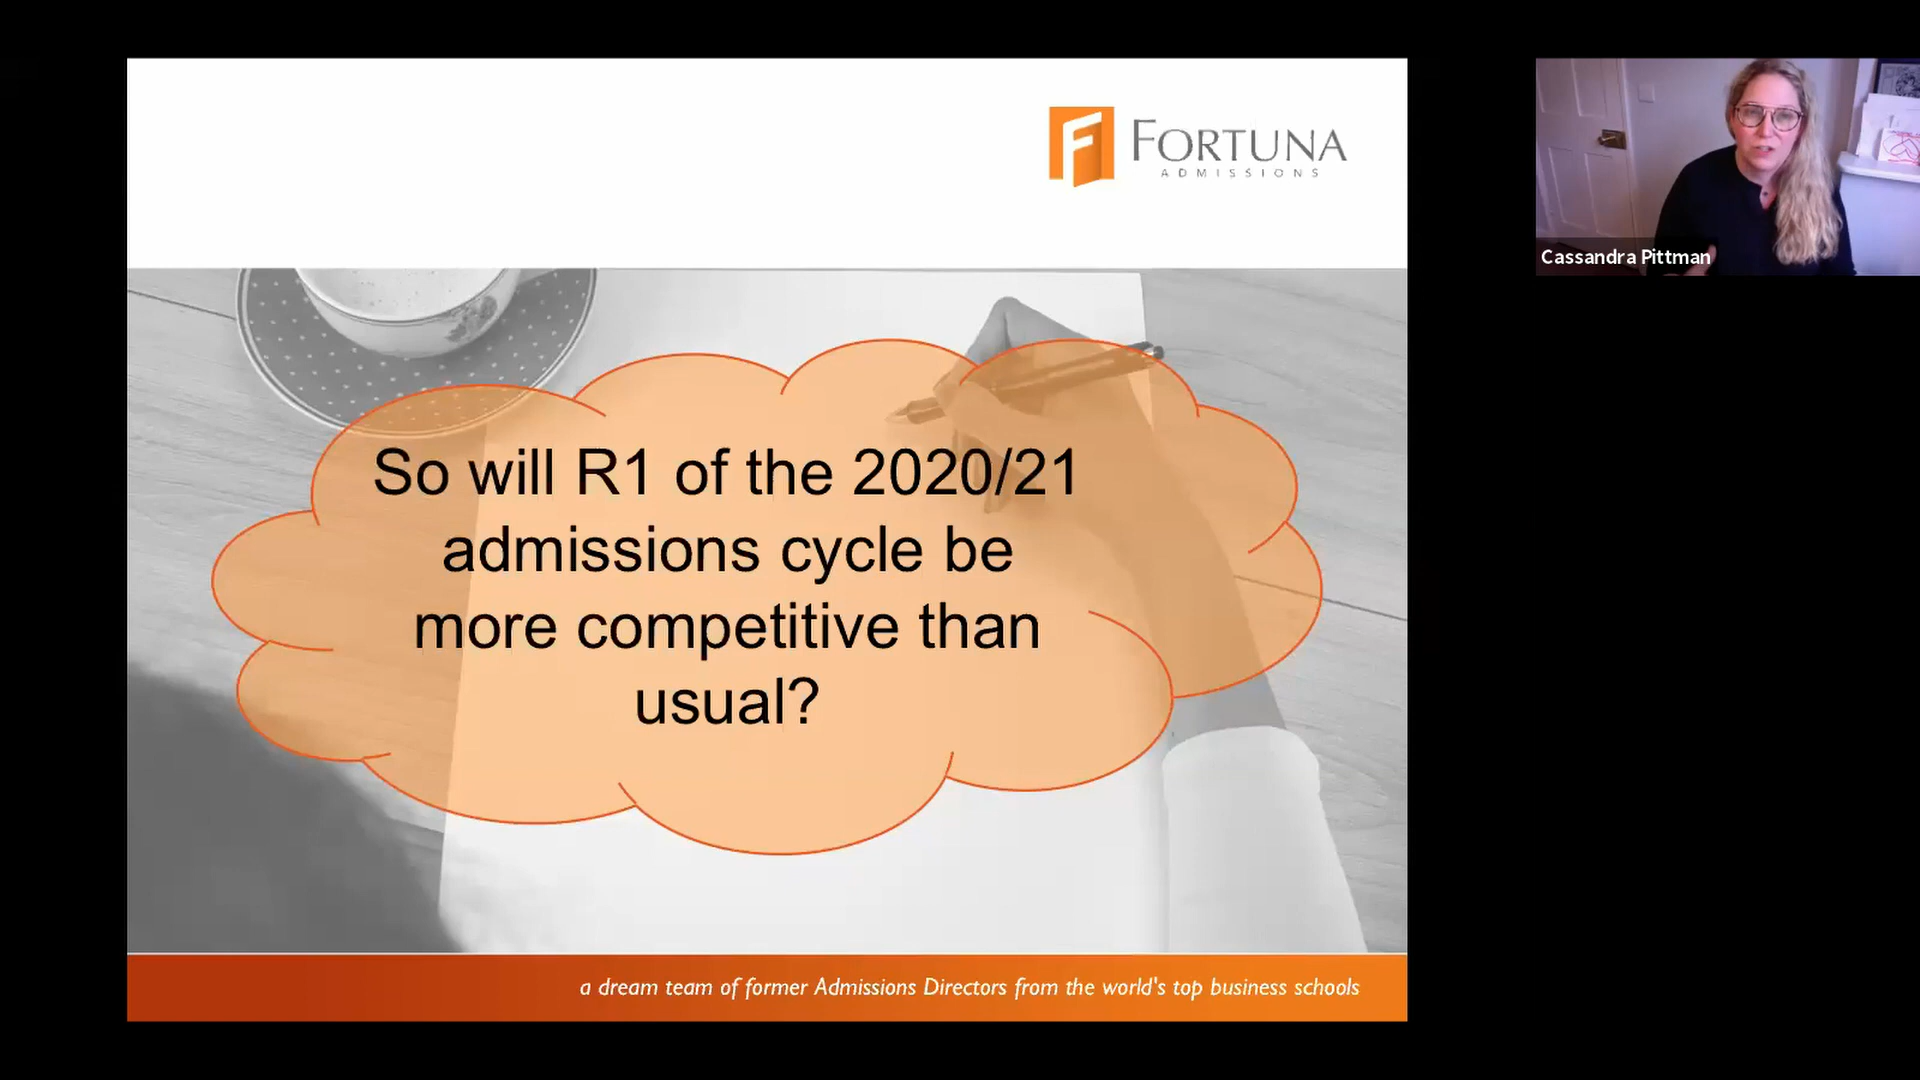 FORTUNA
ADMISSIONS
Cassandra Pittman
So will R1 of the 2020/21
admissions cycle be
more competitive than
usual?
a dream team of former Admissions Directors from the world's top business schools